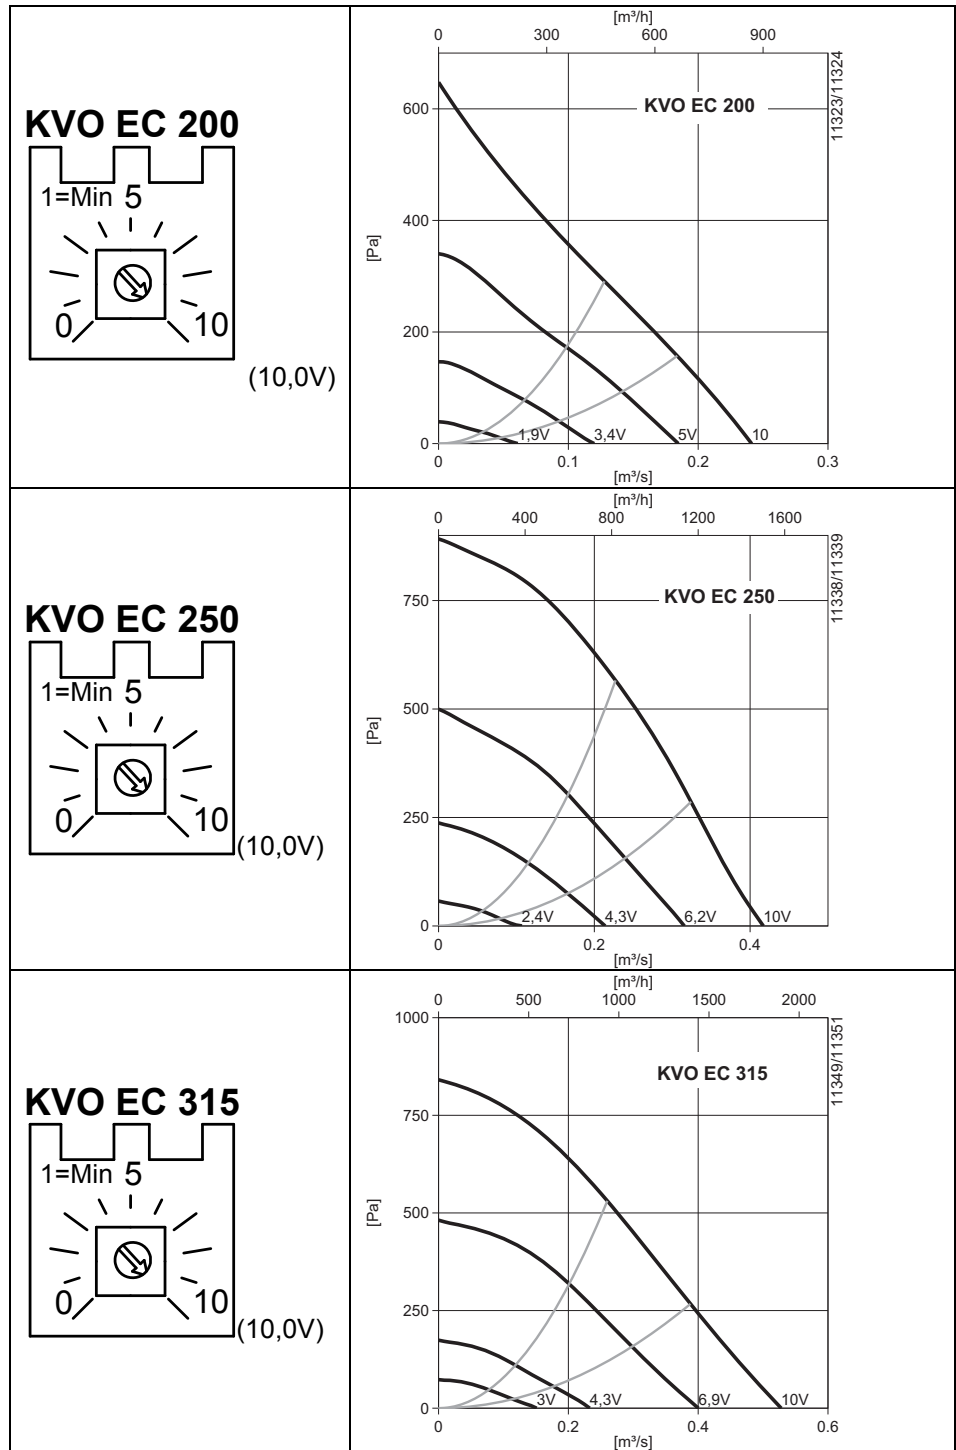 KVO EC 200
1=Min 5
0 10
(10,0V)
[m³/h]
0 300 600 900
11323/11324
KVO EC 200
600
400
200
0
[Pa]
1,9V 3,4V 5V 10
0 0.1 0.2 0.3
[m³/s]
KVO EC 250
1=Min 5
0 10
(10,0V)
[m³/h]
0 400 800 1200 1600
11338/11339
KVO EC 250
750
500
250
0
[Pa]
2,4V 4,3V 6,2V 10V
0 0.2 0.4
[m³/s]
KVO EC 315
1=Min 5
0 10
(10,0V)
[m³/h]
0 500 1000 1500 2000
11349/11351
KVO EC 315
1000
750
500
250
0
[Pa]
3V 4,3V 6,9V 10V
0 0.2 0.4 0.6
[m³/s]